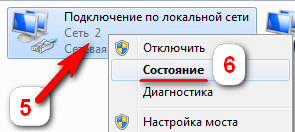 Подключение по локальной сети
Сеть 2
Сетевая
Отключить
Состояние
Диагностика
Настройка моста
5
6